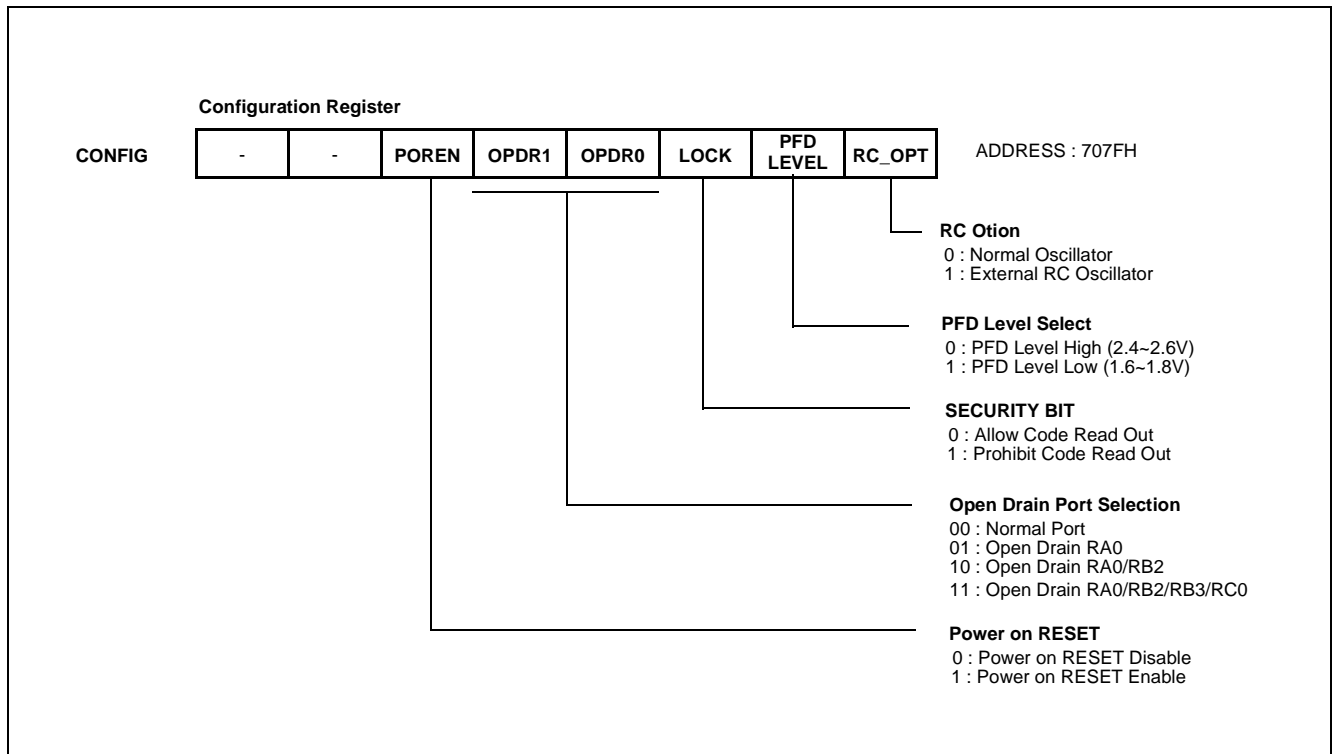 Configuration Register
CONFIG - - POREN OPDR1 OPDR0 LOCK PFD LEVEL RC_OPT ADDRESS : 707FH
RC Otion
0 : Normal Oscillator
1 : External RC Oscillator
PFD Level Select
0 : PFD Level High (2.4~2.6V)
1 : PFD Level Low (1.6~1.8V)
SECURITY BIT
0 : Allow Code Read Out
1 : Prohibit Code Read Out
Open Drain Port Selection
00 : Normal Port
01 : Open Drain RA0
10 : Open Drain RA0/RB2
11 : Open Drain RA0/RB2/RB3/RC0
Power on RESET
0 : Power on RESET Disable
1 : Power on RESET Enable